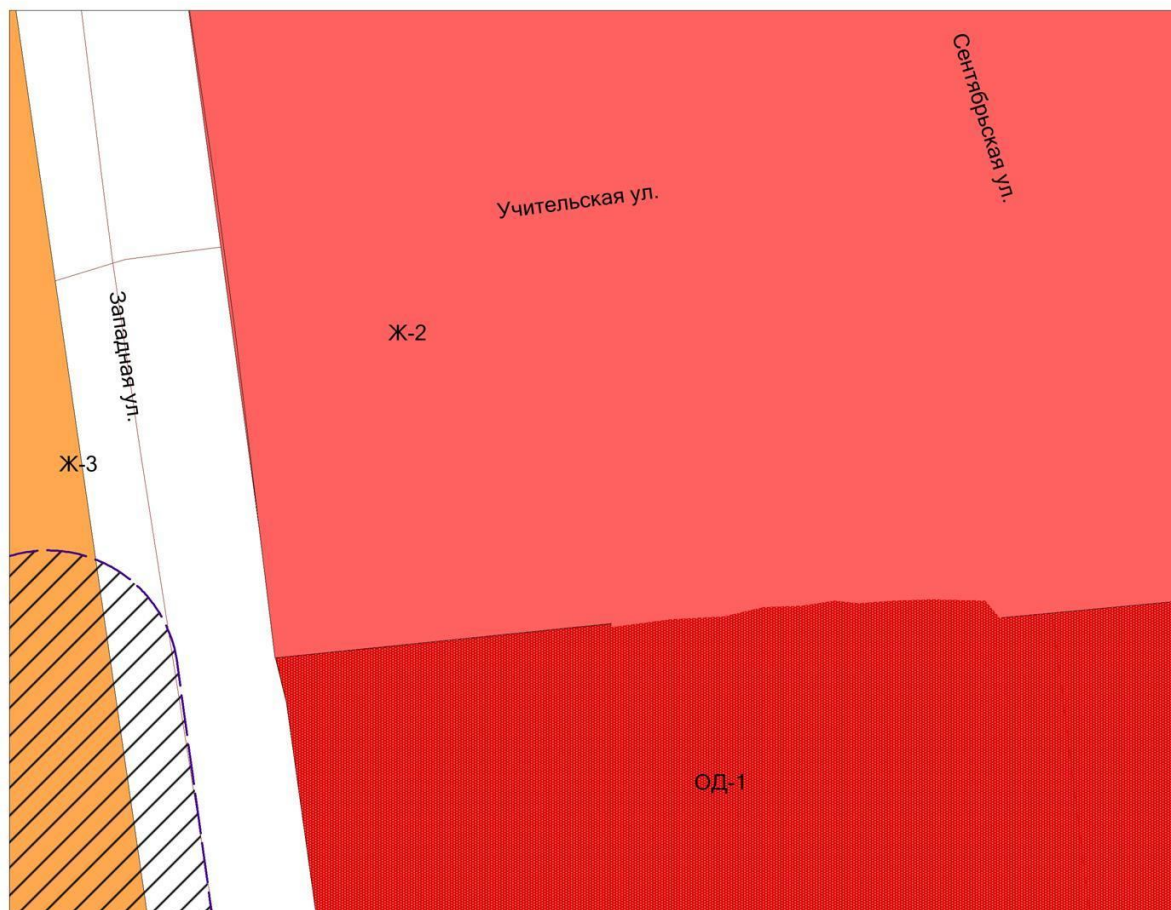 Сентябрьская ул.
Учительская ул.
Западная ул.
Ж-2
Ж-3
ОД-1